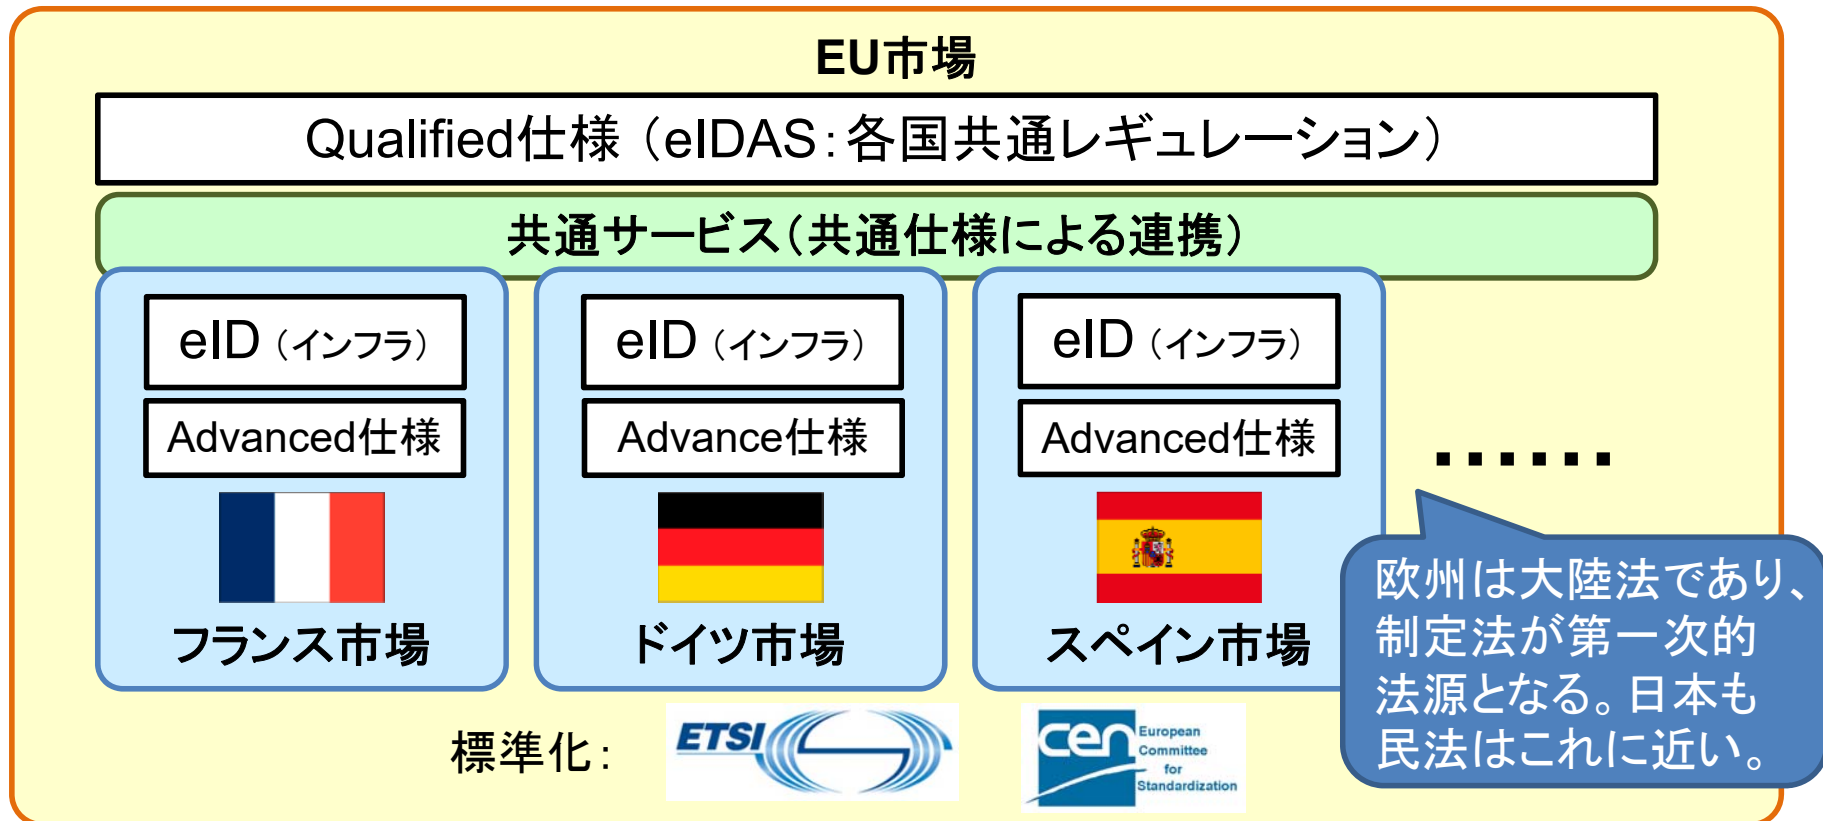 EU市場
Qualified仕様（eIDAS：各国共通レギュレーション）
共通サービス（共通仕様による連携）
eID（インフラ）
Advanced仕様
フランス市場
eID（インフラ）
Advance仕様
ドイツ市場
eID（インフラ）
Advanced仕様
スペイン市場
……
欧州は大陸法であり、
制定法が第一次的
法源となる。日本も
民法はこれに近い。
標準化：
ETSI
cen
European
Committee
for
Standardization